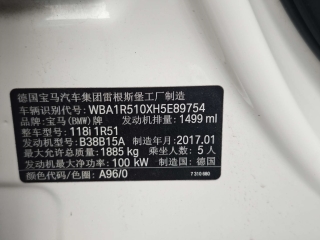 德国宝马汽车集团雷根斯堡工厂制造
车辆识别代号: WBA1R510XH5E89754
品牌: 宝马(BMW)牌 发动机排量: 1499 ml
整车型号: 118i 1R51
发动机型号: B38B15A 制造年月: 2017.01
最大允许总质量: 1885 kg 乘坐人数: 5 人
发动机最大净功率: 100 kW 制造国: 德国
颜色代码/色圈: A96/0 7 310 680